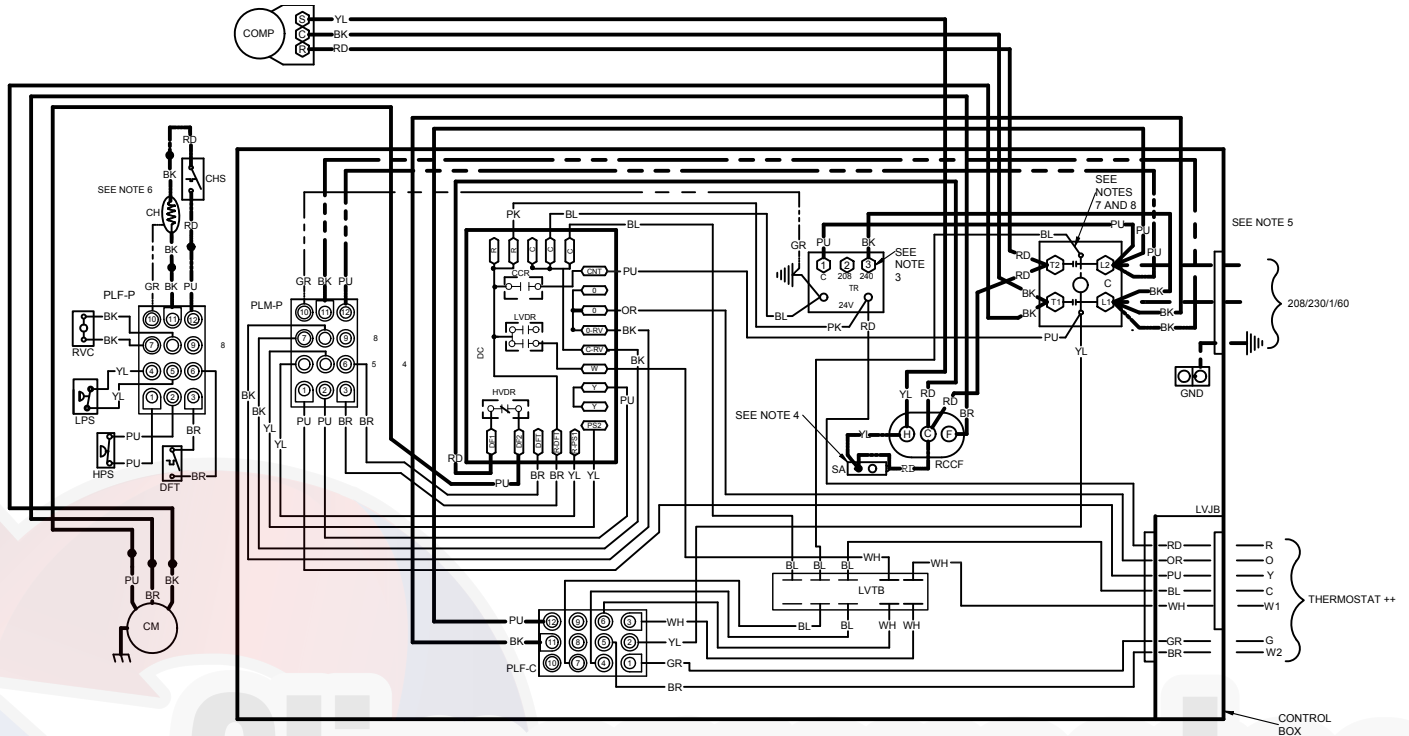 COMP
S
YL
C
BK
R
RD
RD
BK
CHS
SEE NOTE 6
CH
RD
BK
GR
BK
PU
PLF-P
10
11
12
7
9
8
4
5
6
1
2
3
BK
BK
RVC
YL
YL
LPS
PU
PU
HPS
BR
BR
DFT
PU
BR
BK
CM
GR
BK
PU
PLM-P
10
11
12
7
9
8
6
5
4
1
2
3
BK
BK
YL
YL
PU
PU
BR
BR
PK
BL
BL
R
R
C
C
C
CCR
LVDR
DC
HVDR
CNT
0
0
0-RV
C-RV
W
Y
Y
PS2
DF1
DF2
DFT
R-DFT
R-PS1
PU
OR
BK
BK
PU
RD
PU
BR
BR
YL
YL
GR
PU
BK
1
2
3
C
208
240
TR
24V
SEE
NOTE
3
BL
PK
RD
SEE
NOTES
7 AND 8
BL
PU
PU
PU
RD
RD
BK
BK
T2
L2
C
T1
L1
BK
BK
BK
PU
YL
SEE NOTE 5
208/230/1/60
GND
SEE NOTE 4
YL
RD
RD
BR
H
C
F
YL
SA
RD
RCCF
LVJB
RD
R
OR
O
PU
Y
BL
C
WH
W1
GR
G
BR
W2
THERMOSTAT ++
BL
BL
BL
WH
WH
LVTB
BL
BL
WH
WH
PU
12
9
6
3
WH
BK
11
8
5
2
YL
PLF-C
10
7
4
1
GR
BR
CONTROL
BOX